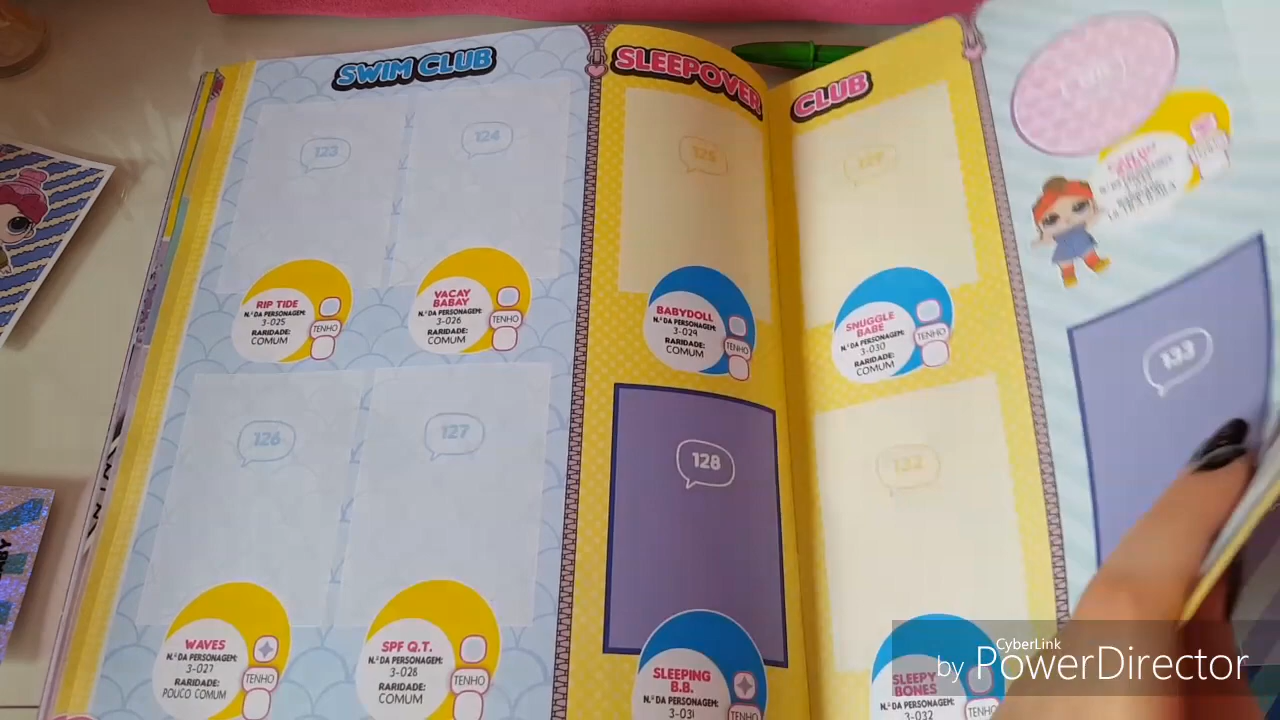 SWIM CLUB
123
124
RIP TIDE
N.º DA PERSONAGEM:
3-025
RARIDADE:
COMUM
TENHO
VACAY
BABAY
N.º DA PERSONAGEM:
3-026
RARIDADE:
COMUM
TENHO
126
127
WAVES
N.º DA PERSONAGEM:
3-027
RARIDADE:
POUCO COMUM
TENHO
SPF Q.T.
N.º DA PERSONAGEM:
3-028
RARIDADE:
COMUM
TENHO
SLEEPOVER
CLUB
125
BABYDOLL
N.º DA PERSONAGEM:
3-029
RARIDADE:
COMUM
TENHO
SNUGGLE
BABE
N.º DA PERSONAGEM:
3-030
RARIDADE:
COMUM
TENHO
128
SLEEPING
B.B.
N.º DA PERSONAGEM:
3-031
TENHO
132
SLEEPY
BONES
N.º DA PERSONAGEM:
3-032
TENHO
133
CyberLink
by PowerDirector